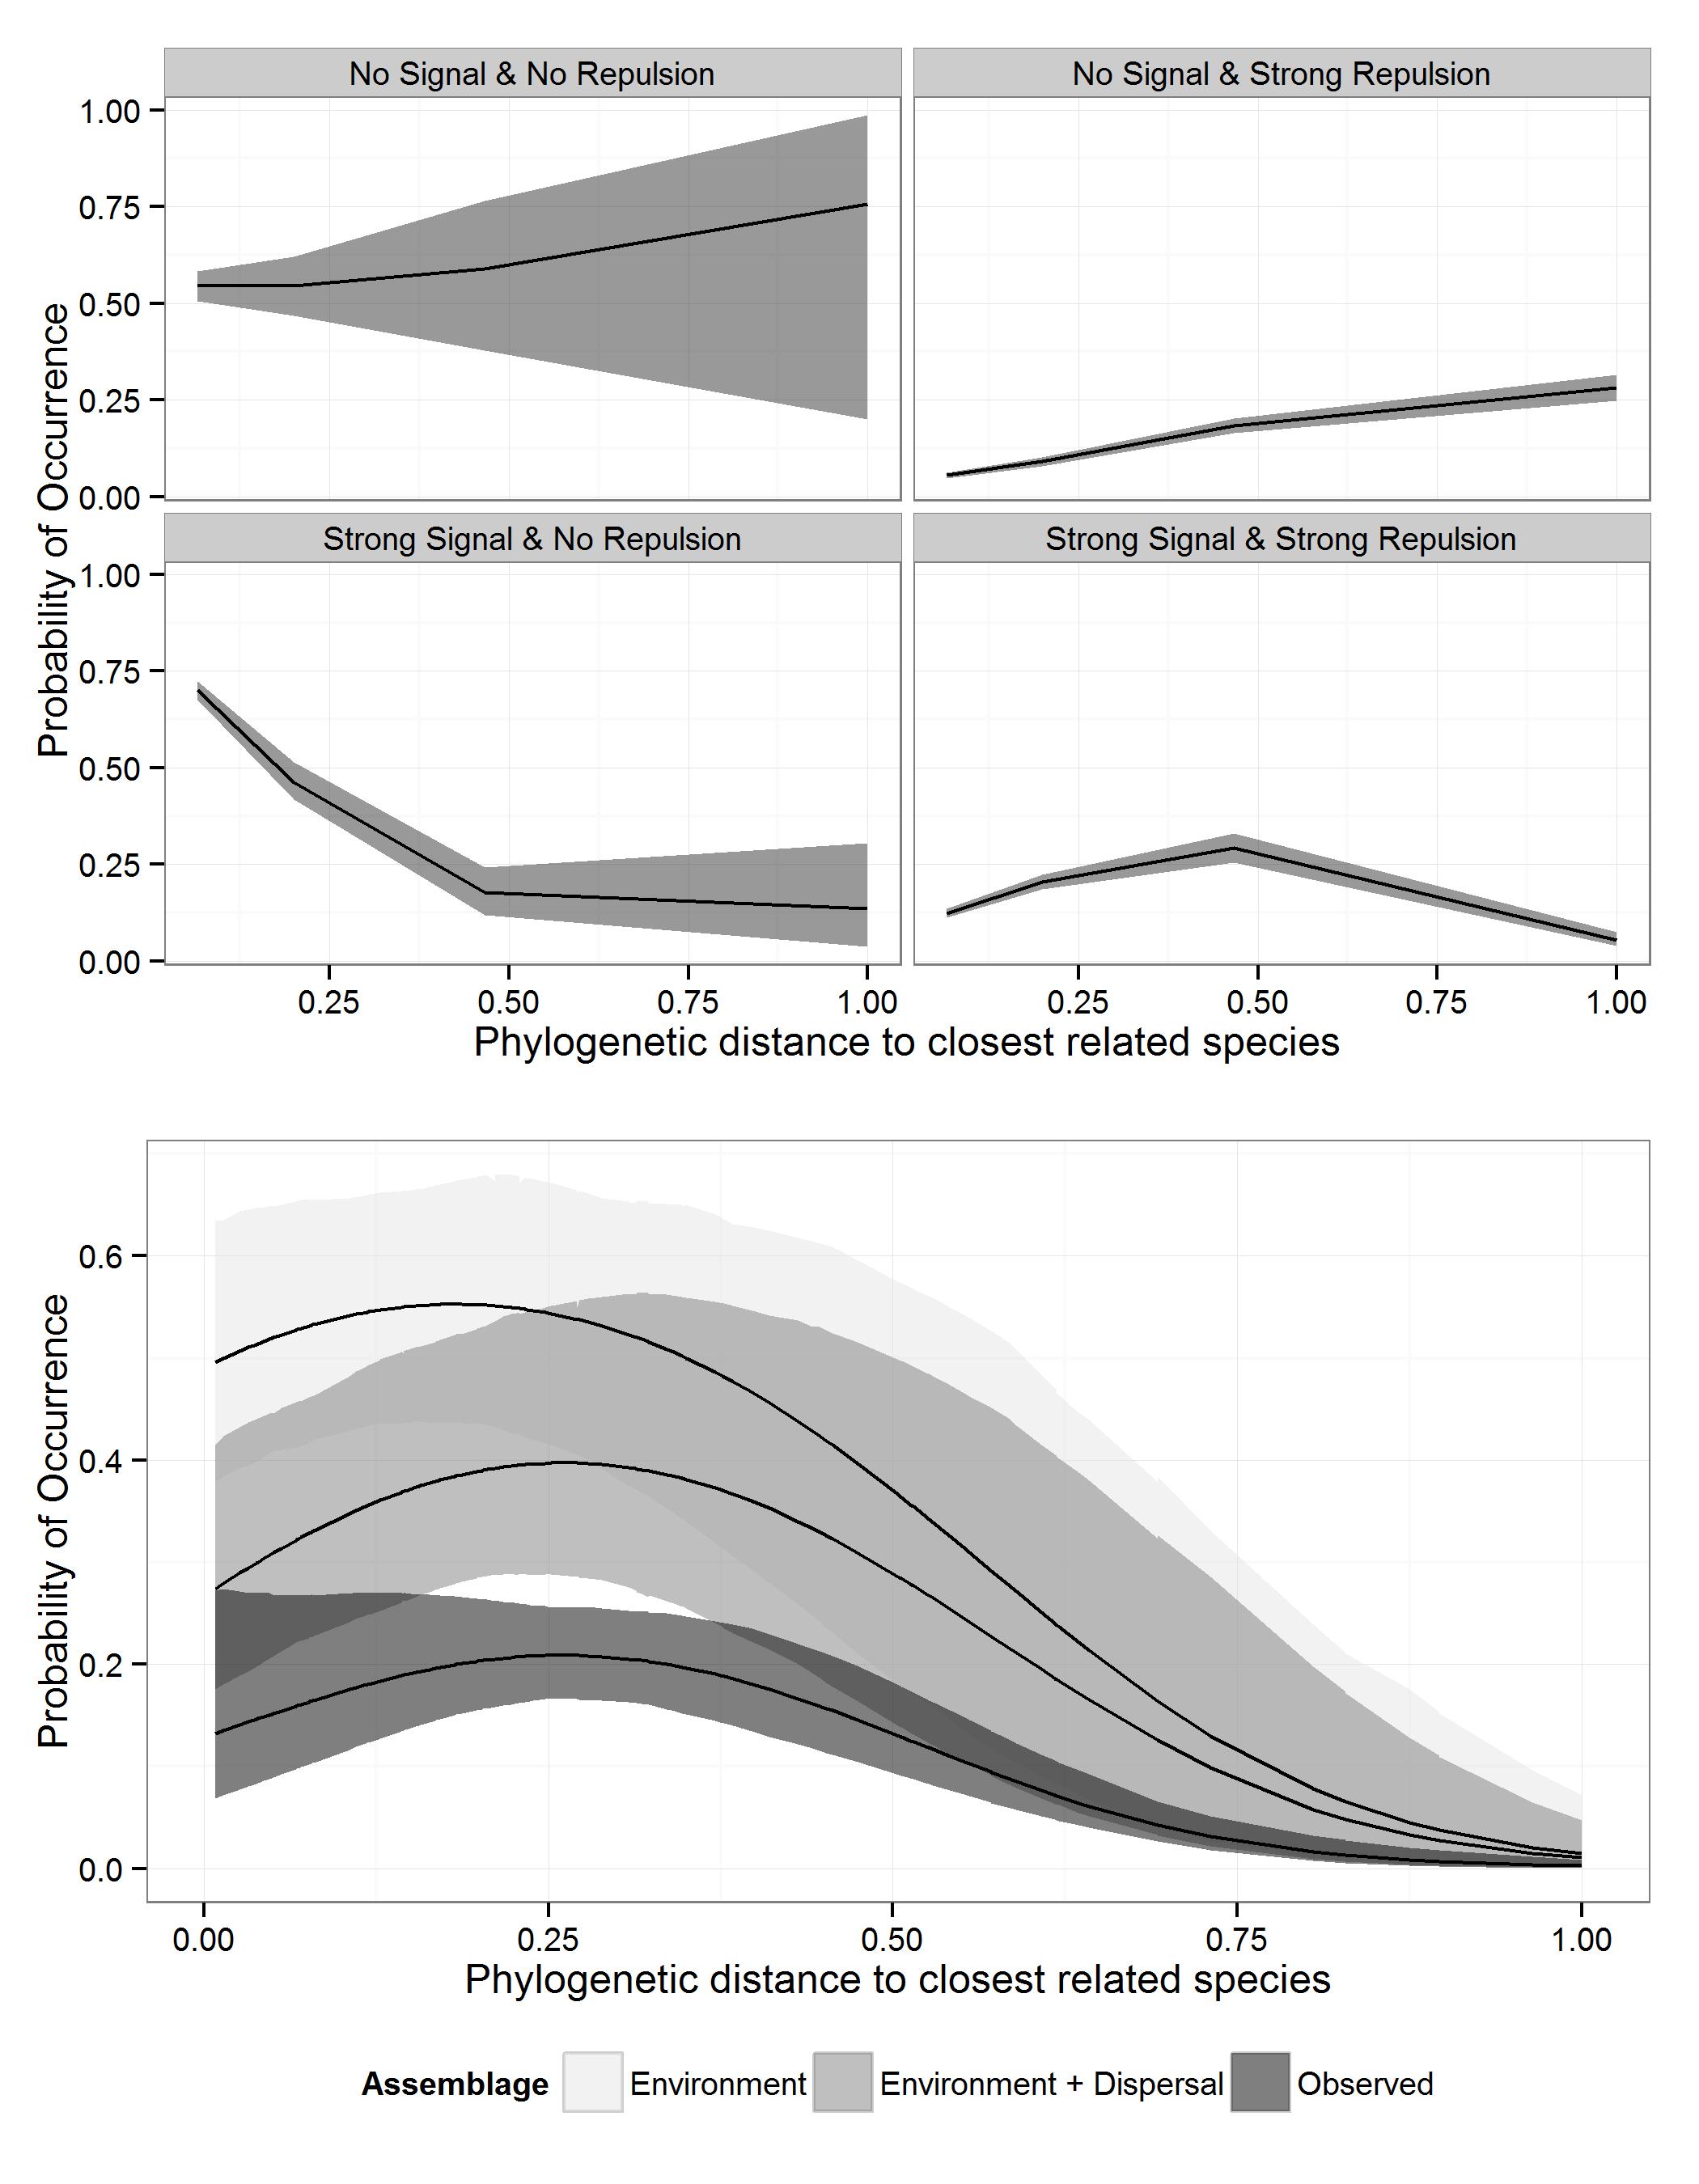 No Signal & No Repulsion
No Signal & Strong Repulsion
1.00
0.75
0.50
0.25
0.00
Probability of Occurrence
Strong Signal & No Repulsion
Strong Signal & Strong Repulsion
1.00
0.75
0.50
0.25
0.00
0.25 0.50 0.75 1.00
0.25 0.50 0.75 1.00
Phylogenetic distance to closest related species
0.6
0.4
0.2
0.0
Probability of Occurrence
0.00 0.25 0.50 0.75 1.00
Phylogenetic distance to closest related species
Assemblage Environment Environment + Dispersal Observed